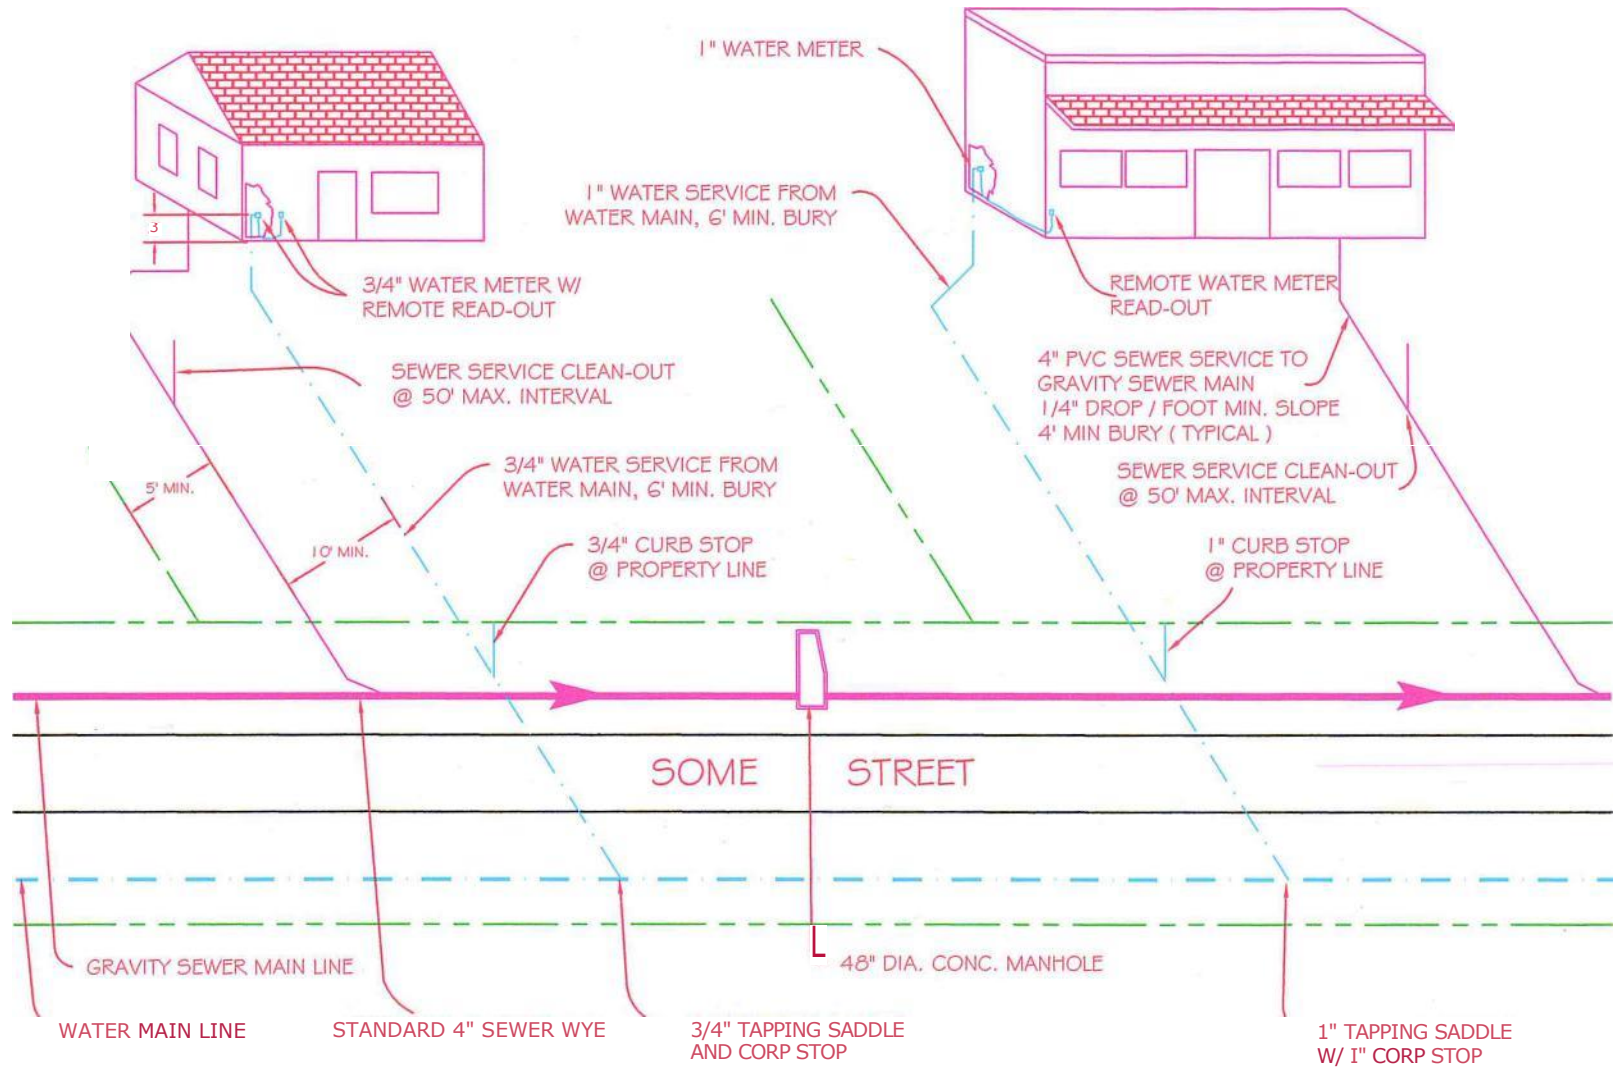 1" WATER METER
1" WATER SERVICE FROM
WATER MAIN, 6' MIN. BURY
3
3/4" WATER METER W/
REMOTE READ-OUT
REMOTE WATER METER
READ-OUT
SEWER SERVICE CLEAN-OUT
@ 50' MAX. INTERVAL
4" PVC SEWER SERVICE TO
GRAVITY SEWER MAIN
1/4" DROP / FOOT MIN. SLOPE
4' MIN BURY ( TYPICAL )
3/4" WATER SERVICE FROM
WATER MAIN, 6' MIN. BURY
SEWER SERVICE CLEAN-OUT
@ 50' MAX. INTERVAL
5' MIN.
10' MIN.
3/4" CURB STOP
@ PROPERTY LINE
1" CURB STOP
@ PROPERTY LINE
SOME STREET
GRAVITY SEWER MAIN LINE
48" DIA. CONC. MANHOLE
WATER MAIN LINE
STANDARD 4" SEWER WYE
3/4" TAPPING SADDLE
AND CORP STOP
1" TAPPING SADDLE
W/ I" CORP STOP